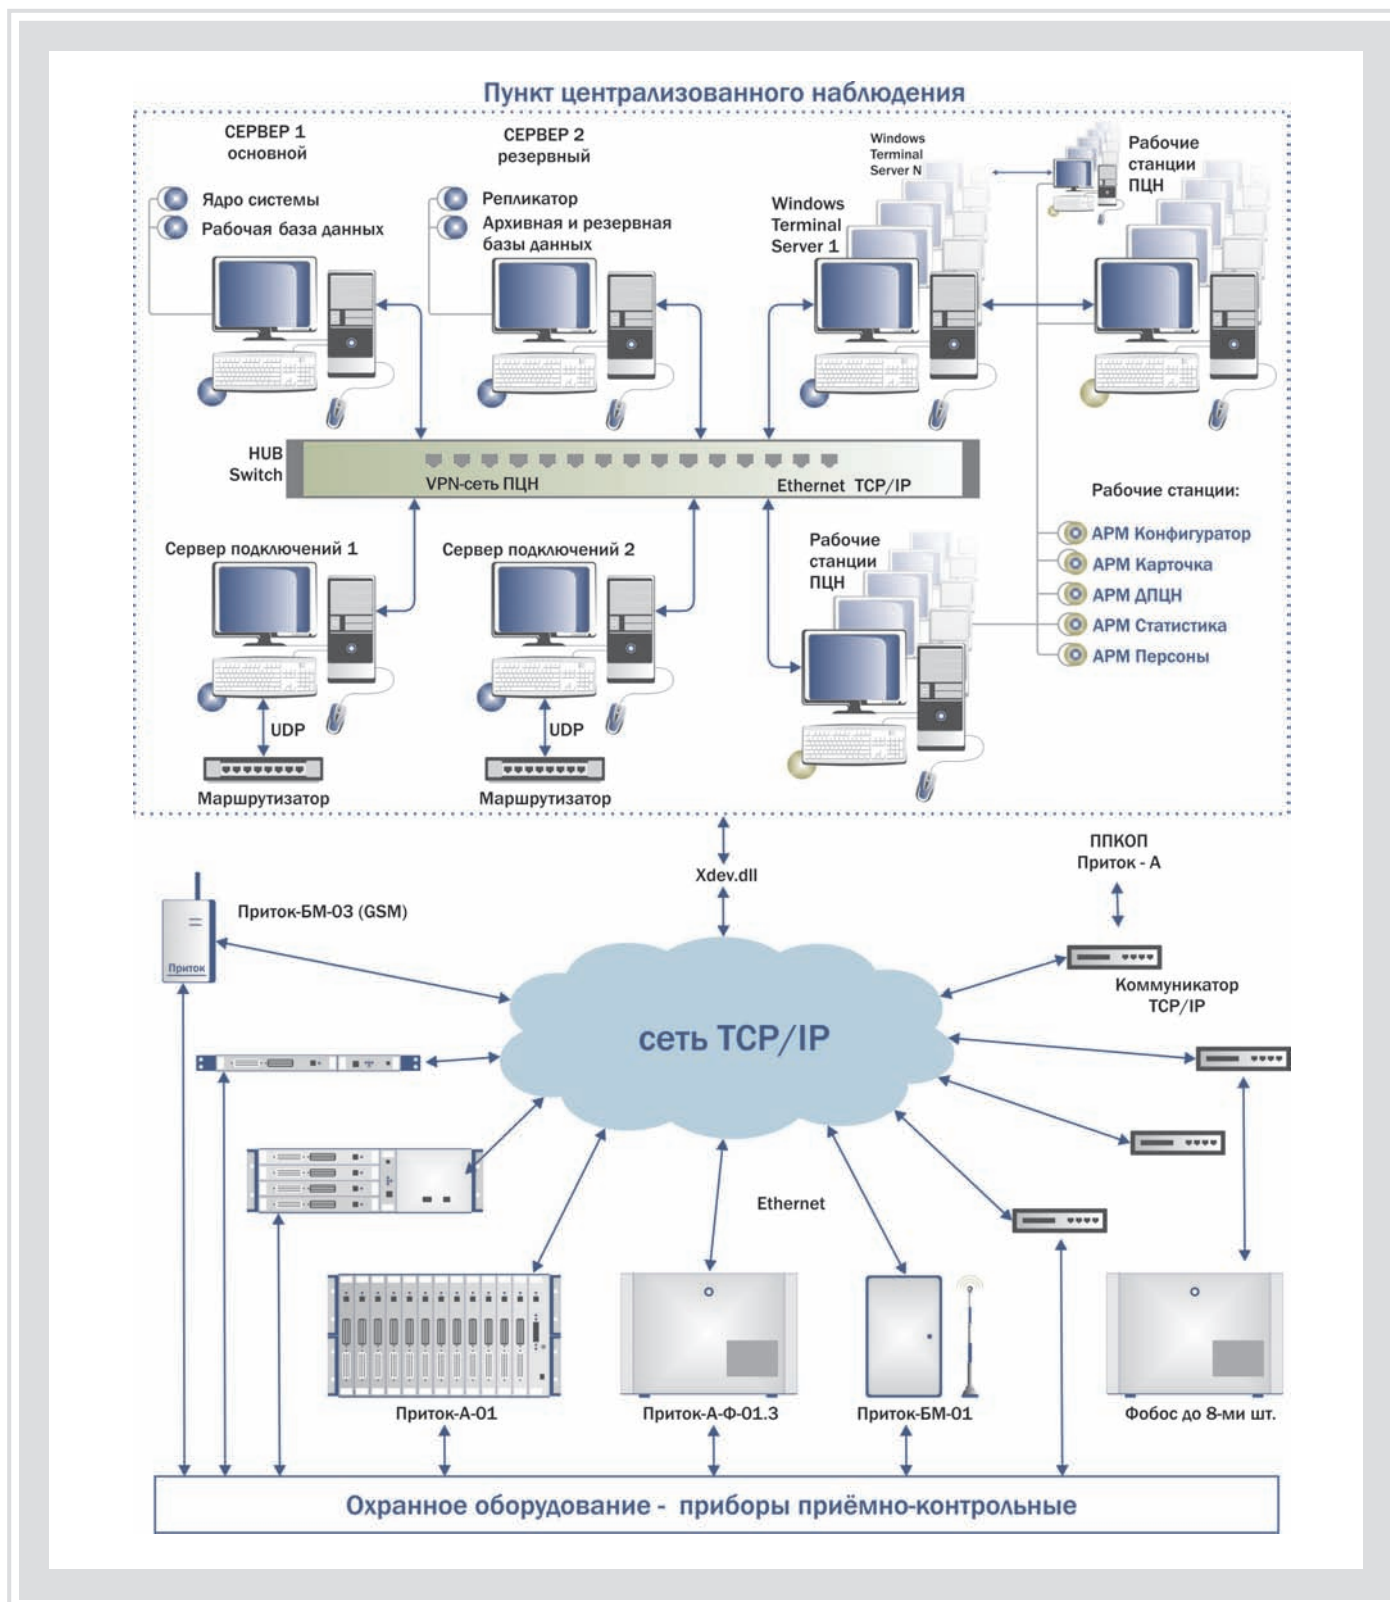 Пункт централизованного наблюдения
СЕРВЕР 1
основной
Ядро системы
Рабочая база данных
СЕРВЕР 2
резервный
Репликатор
Архивная и резервная
базы данных
Windows
Terminal
Server N
Windows
Terminal
Server 1
Рабочие
станции
ПЦН
HUB
Switch
VPN-сеть ПЦН
Ethernet TCP/IP
Сервер подключений 1
UDP
Маршрутизатор
Сервер подключений 2
UDP
Маршрутизатор
Рабочие
станции
ПЦН
Рабочие станции:
АРМ Конфигуратор
АРМ Карточка
АРМ ДПЦН
АРМ Статистика
АРМ Персоны
Xdev.dll
ППКОП
Приток - А
Приток-БМ-03 (GSM)
Приток
Коммуникатор
TCP/IP
сеть TCP/IP
Ethernet
Приток-А-01
Приток-А-Ф-01.3
Приток-БМ-01
Фобос до 8-ми шт.
Охранное оборудование - приборы приёмно-контрольные